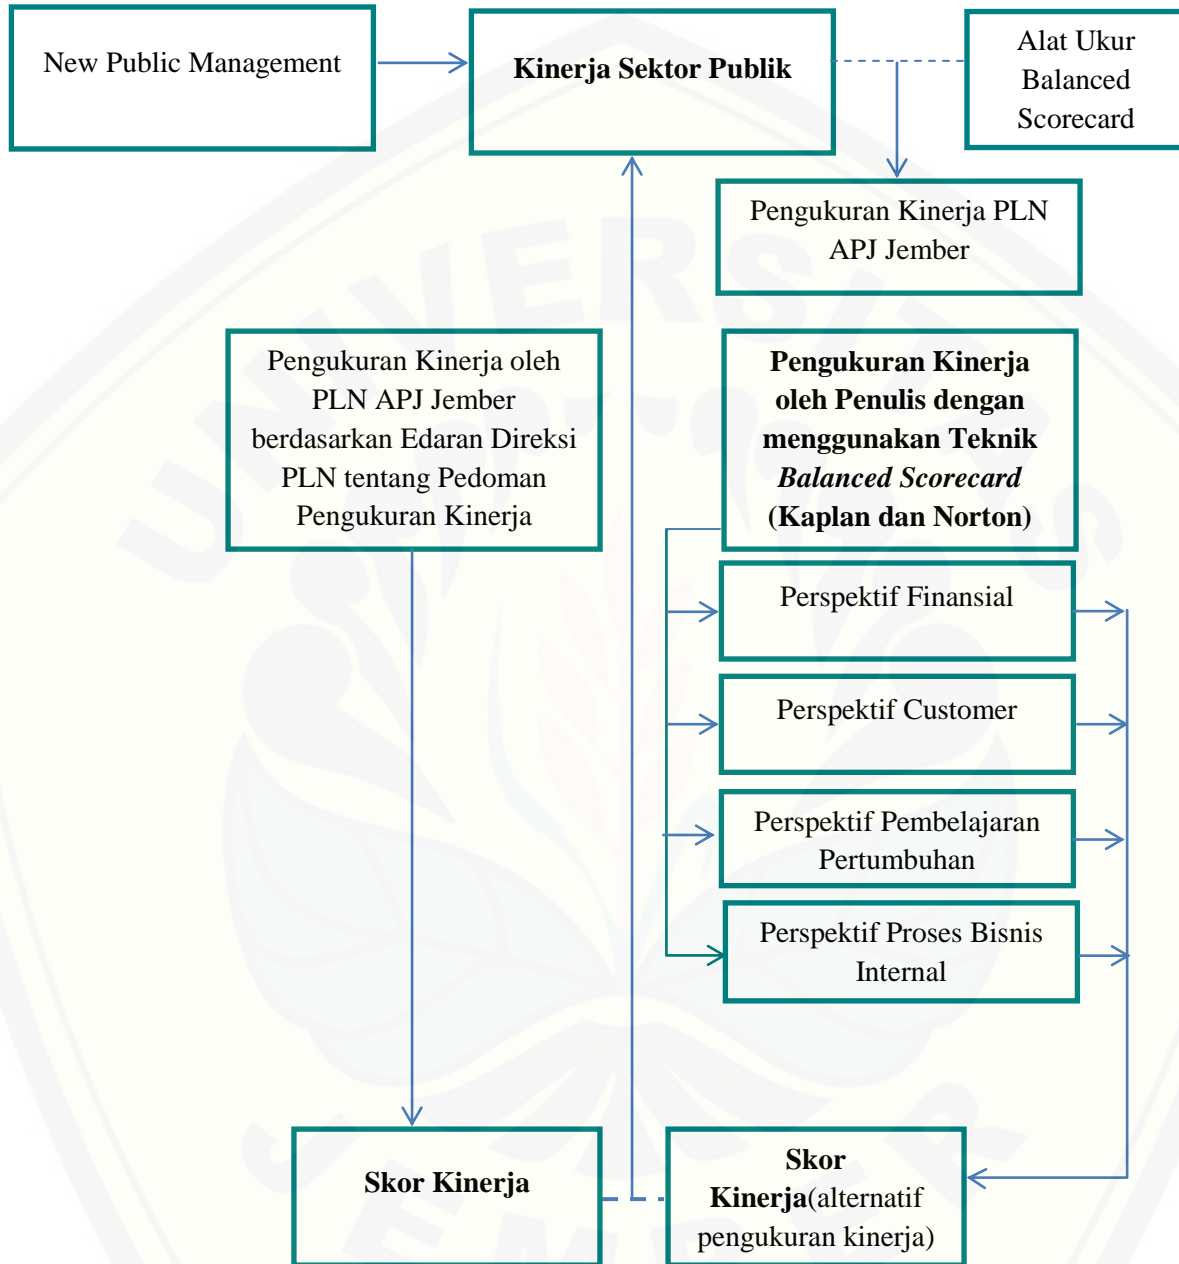 New Public Management
Kinerja Sektor Publik
Alat Ukur
Balanced
Scorecard
Pengukuran Kinerja PLN
APJ Jember
Pengukuran Kinerja oleh
PLN APJ Jember
berdasarkan Edaran Direksi
PLN tentang Pedoman
Pengukuran Kinerja
Pengukuran Kinerja
oleh Penulis dengan
menggunakan Teknik
Balanced Scorecard
(Kaplan dan Norton)
Perspektif Finansial
Perspektif Customer
Perspektif Pembelajaran
Pertumbuhan
Perspektif Proses Bisnis
Internal
Skor Kinerja
Skor
Kinerja(alternatif
pengukuran kinerja)
UNIVERSITAS
JEMBER